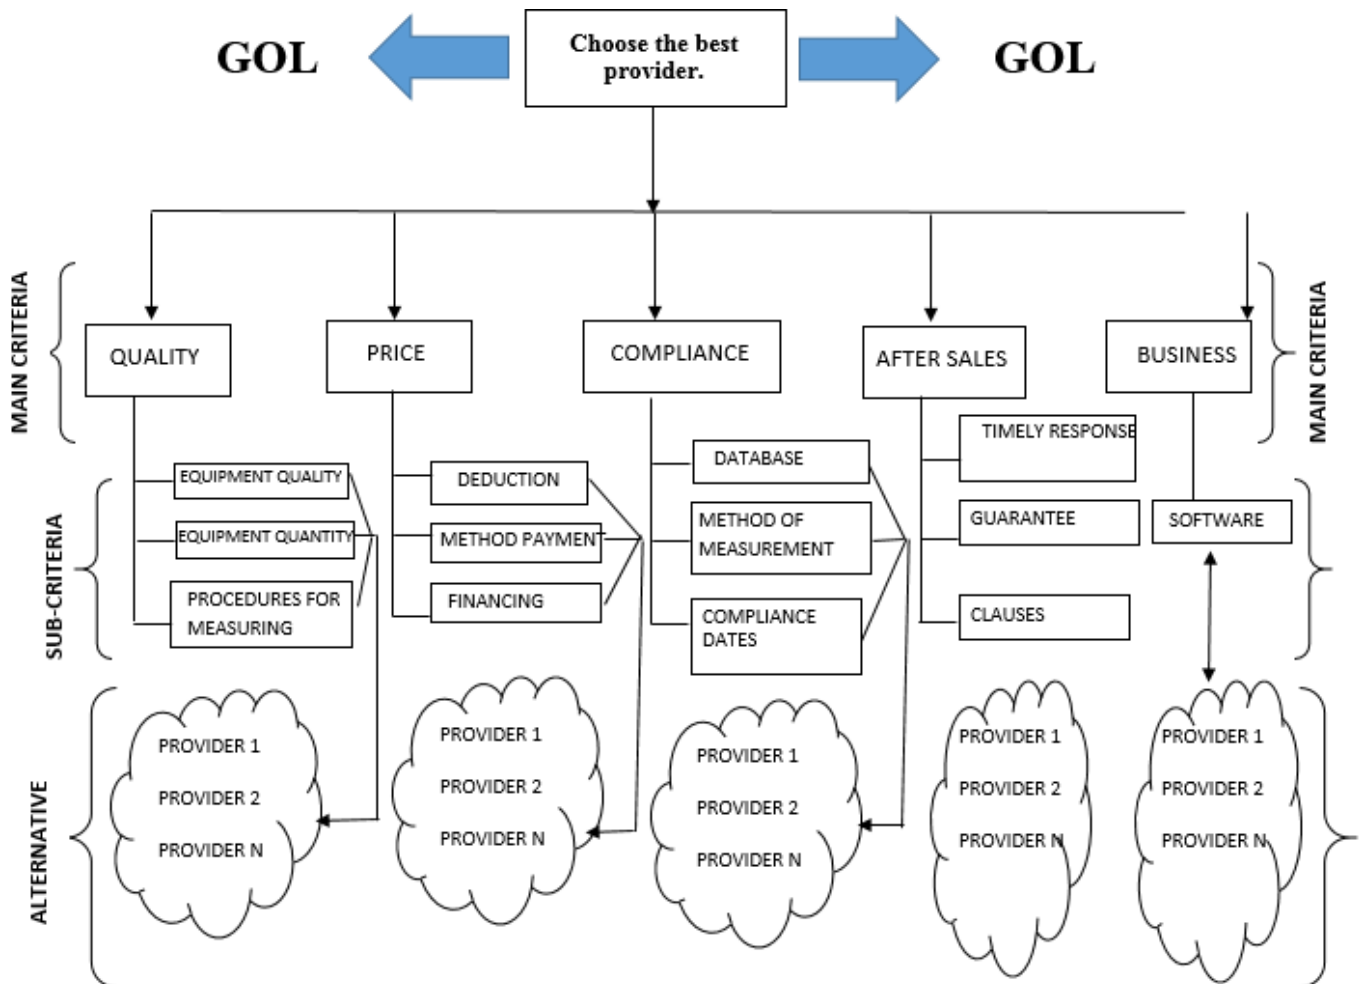 GOL
Choose the best
provider.
GOL
MAIN CRITERIA
QUALITY
PRICE
COMPLIANCE
AFTER SALES
BUSINESS
MAIN CRITERIA
SUB-CRITERIA
EQUIPMENT QUALITY
EQUIPMENT QUANTITY
PROCEDURES FOR
MEASURING
DEDUCTION
METHOD PAYMENT
FINANCING
DATABASE
METHOD OF
MEASUREMENT
COMPLIANCE
DATES
TIMELY RESPONSE
GUARANTEE
CLAUSES
SOFTWARE
ALTERNATIVE
PROVIDER 1
PROVIDER 2
PROVIDER N
PROVIDER 1
PROVIDER 2
PROVIDER N
PROVIDER 1
PROVIDER 2
PROVIDER N
PROVIDER 1
PROVIDER 2
PROVIDER N
PROVIDER 1
PROVIDER 2
PROVIDER N